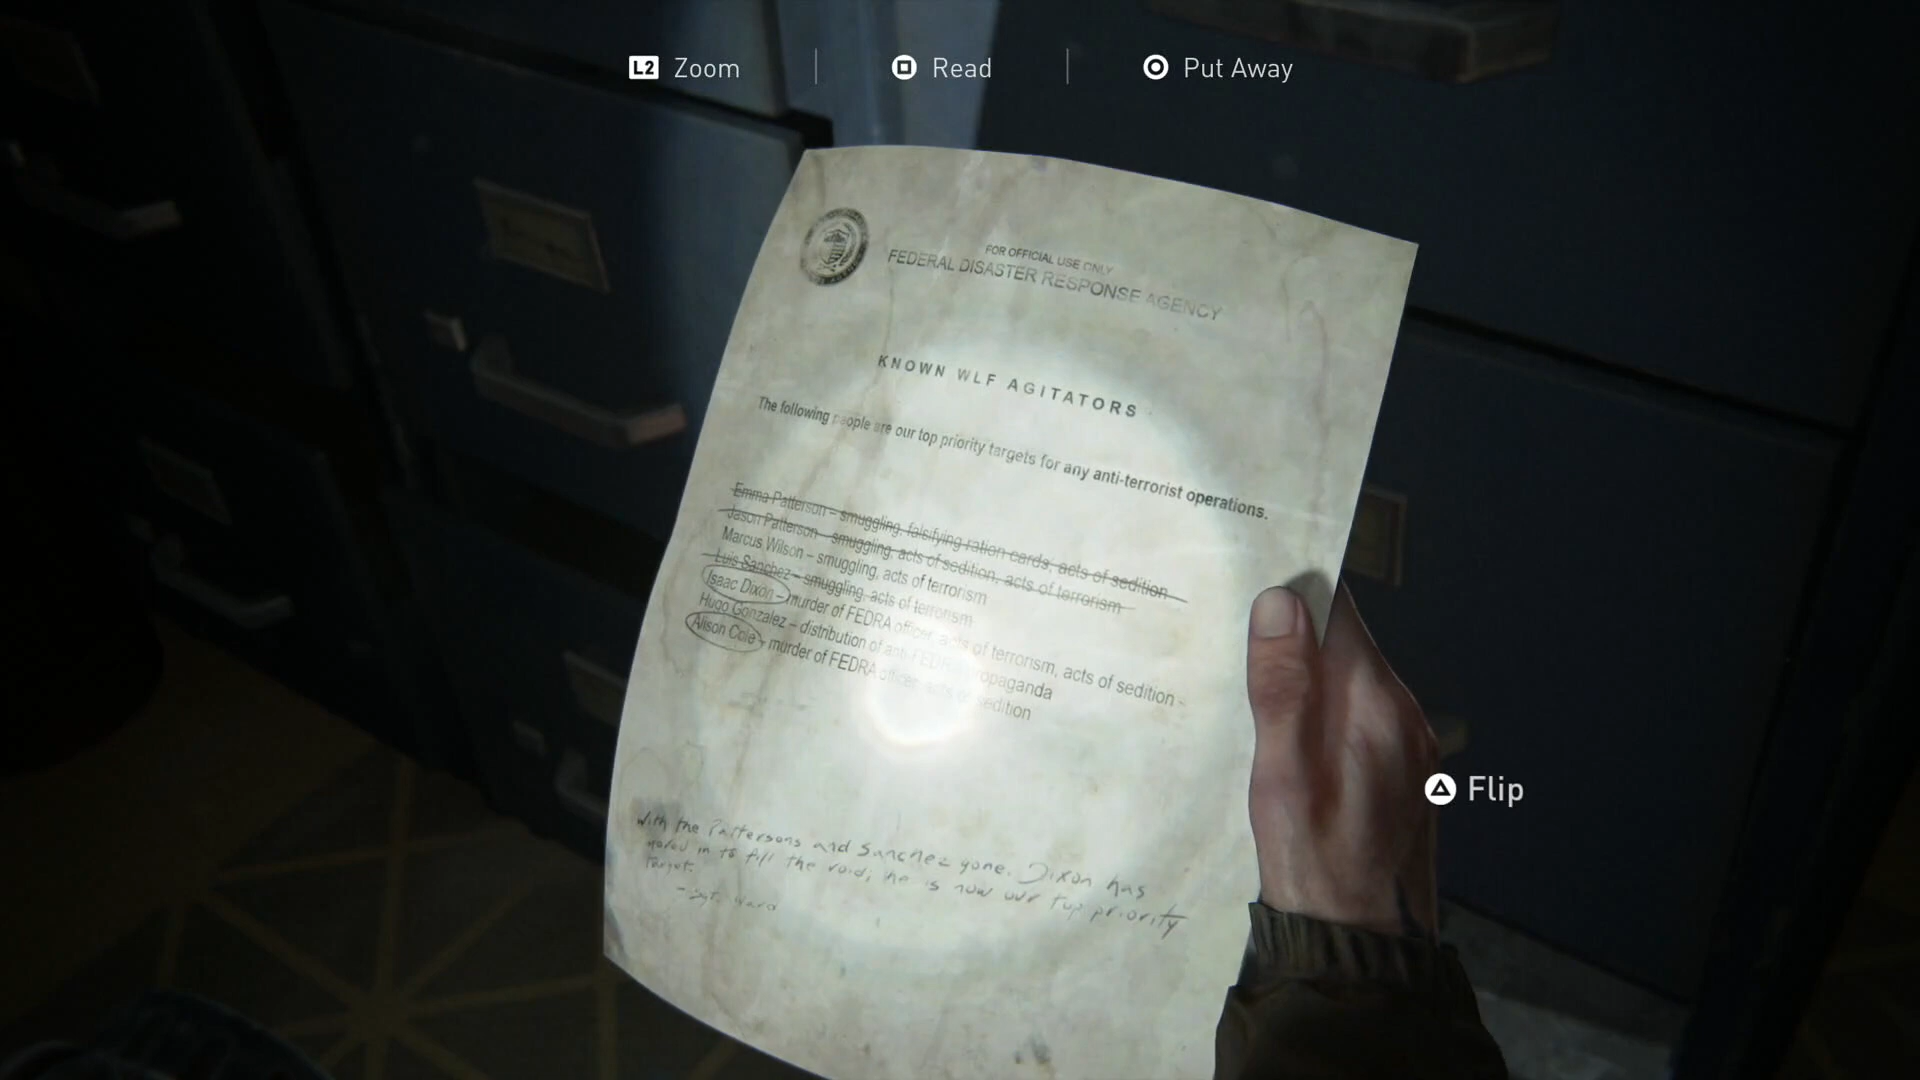 L2 Zoom
Read
Put Away
FOR OFFICIAL USE ONLY
FEDERAL DISASTER RESPONSE AGENCY
KNOWN WLF AGITATORS
The following people are our top priority targets for any anti-terrorist operations.
Emma Patterson – smuggling, falsifying ration cards, acts of sedition
Jason Patterson – smuggling, acts of sedition, acts of terrorism
Marcus Wilson – smuggling, acts of terrorism
Luis Sanchez – smuggling, acts of terrorism
Isaac Dixon – murder of FEDRA officer, acts of terrorism, acts of sedition –
Hugo Gonzalez – distribution of anti-FEDRA propaganda
Alison Cole – murder of FEDRA officer, acts of sedition
Flip
With the Pattersons and Sanchez gone, Dixon has
moved in to fill the void; he is now our top priority
target.
- Sgt. Ward